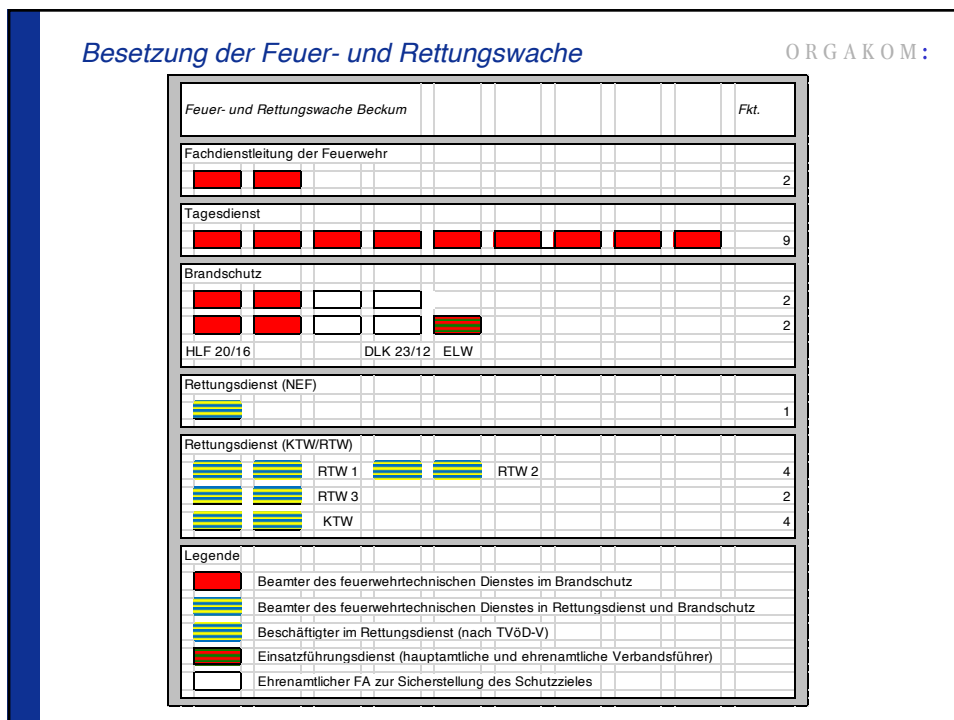 Besetzung der Feuer- und Rettungswache
ORGAKOM:
Feuer- und Rettungswache Beckum Fkt.
Fachdienstleitung der Feuerwehr
2
Tagesdienst
9
Brandschutz
2
2
HLF 20/16 DLK 23/12 ELW
Rettungsdienst (NEF)
1
Rettungsdienst (KTW/RTW)
RTW 1 RTW 2 4
RTW 3 2
KTW 4
Legende
Beamter des feuerwehrtechnischen Dienstes im Brandschutz
Beamter des feuerwehrtechnischen Dienstes in Rettungsdienst und Brandschutz
Beschäftigter im Rettungsdienst (nach TVöD-V)
Einsatzführungsdienst (hauptamtliche und ehrenamtliche Verbandsführer)
Ehrenamtlicher FA zur Sicherstellung des Schutzzieles